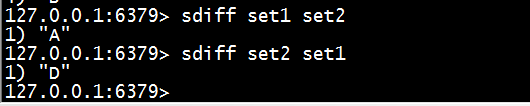 127.0.0.1:6379> sdiff set1 set2
1) "A"
127.0.0.1:6379> sdiff set2 set1
1) "D"
127.0.0.1:6379>